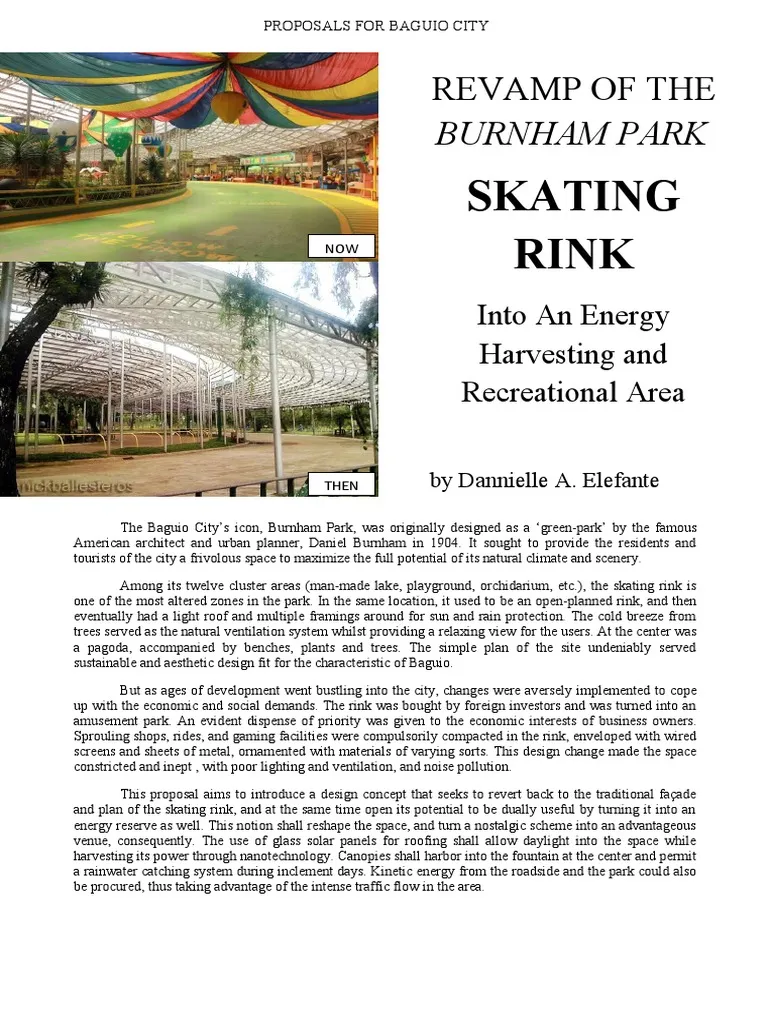 PROPOSALS FOR BAGUIO CITY
REVAMP OF THE
BURNHAM PARK
SKATING
RINK
Into An Energy
Harvesting and
Recreational Area
by Dannielle A. Elefante
NOW
nickballesteros
THEN
The Baguio City's icon, Burnham Park, was originally designed as a ‘green-park’ by the famous
American architect and urban planner, Daniel Burnham in 1904. It sought to provide the residents and
tourists of the city a frivolous space to maximize the full potential of its natural climate and scenery.
Among its twelve cluster areas (man-made lake, playground, orchidarium, etc.), the skating rink is
one of the most altered zones in the park. In the same location, it used to be an open-planned rink, and then
eventually had a light roof and multiple framings around for sun and rain protection. The cold breeze from
trees served as the natural ventilation system whilst providing a relaxing view for the users. At the center was
a pagoda, accompanied by benches, plants and trees. The simple plan of the site undeniably served
sustainable and aesthetic design fit for the characteristic of Baguio.
But as ages of development went bustling into the city, changes were aversely implemented to cope
up with the economic and social demands. The rink was bought by foreign investors and was turned into an
amusement park. An evident dispense of priority was given to the economic interests of business owners.
Sprouling shops, rides, and gaming facilities were compulsorily compacted in the rink, enveloped with wired
screens and sheets of metal, ornamented with materials of varying sorts. This design change made the space
constricted and inept , with poor lighting and ventilation, and noise pollution.
This proposal aims to introduce a design concept that seeks to revert back to the traditional façade
and plan of the skating rink, and at the same time open its potential to be dually useful by turning it into an
energy reserve as well. This notion shall reshape the space, and turn a nostalgic scheme into an advantageous
venue, consequently. The use of glass solar panels for roofing shall allow daylight into the space while
harvesting its power through nanotechnology. Canopies shall harbor into the fountain at the center and permit
a rainwater catching system during inclement days. Kinetic energy from the roadside and the park could also
be procured, thus taking advantage of the intense traffic flow in the area.